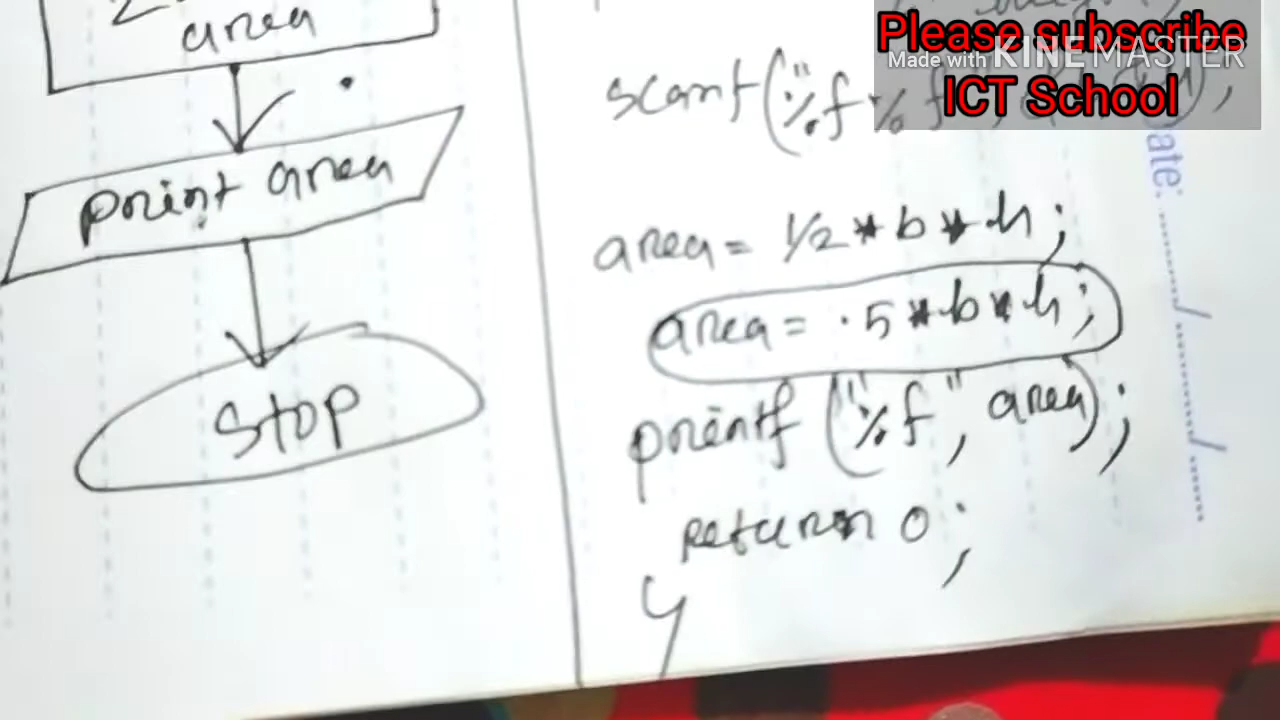 area
print area
Stop
Please subscribe
Made with KINEMASTER
ICT School
scanf("%f %f
ate:
area = 1/2 * b * h;
area = .5 * b * h;
printf ("%f", area);
return 0;
}